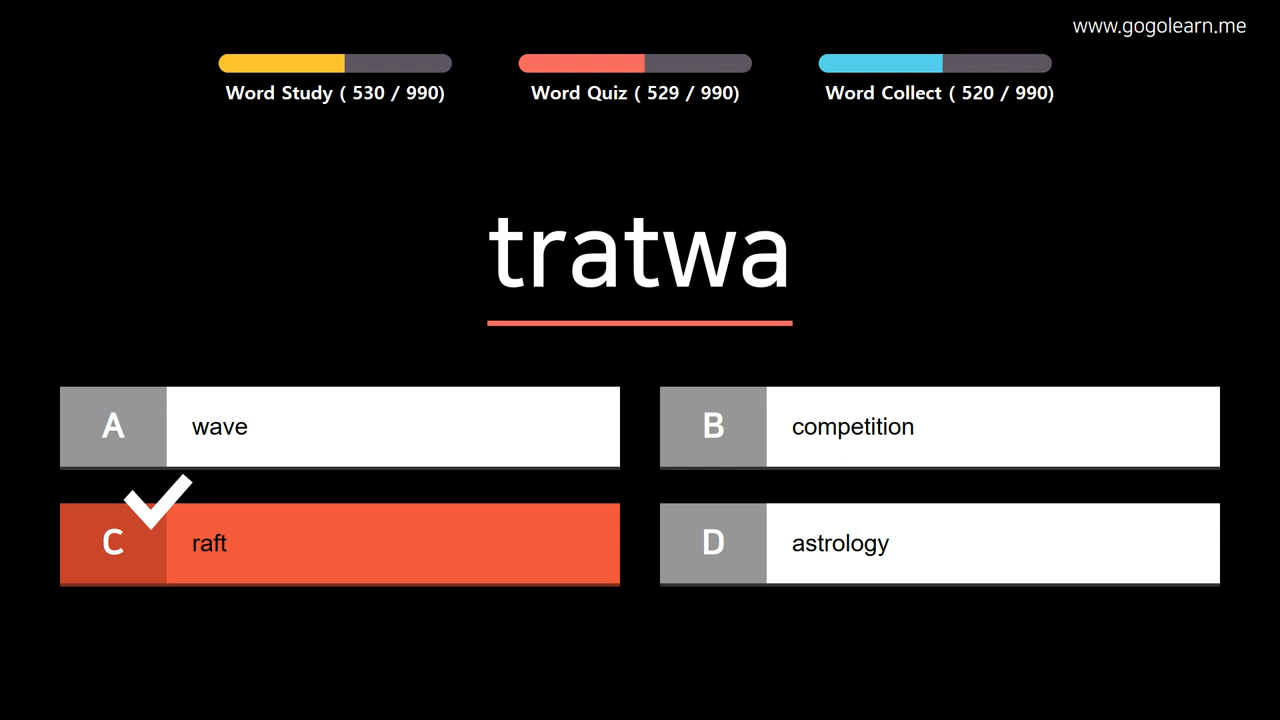 www.gogolearn.me
Word Study ( 530 / 990)
Word Quiz ( 529 / 990)
Word Collect ( 520 / 990)
tratwa
A wave
B competition
C raft
D astrology